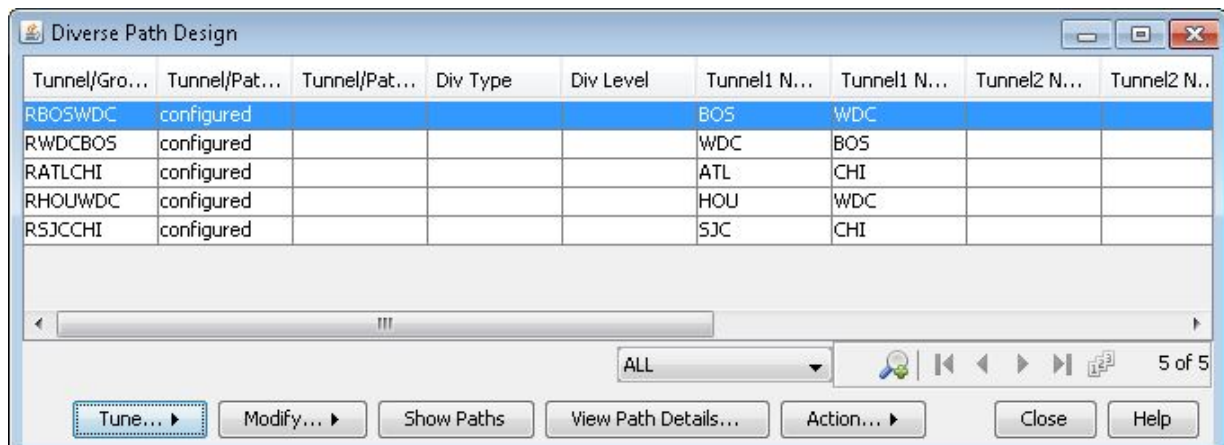 Diverse Path Design
Tunnel/Gro... Tunnel/Pat... Tunnel/Pat... Div Type Div Level Tunnel1 N... Tunnel1 N... Tunnel2 N... Tunnel2 N...
RBOSWDC configured BOS WDC
RWDCBOS configured WDC BOS
RATLCHI configured ATL CHI
RHOUWDC configured HOU WDC
RSJCCHI configured SJC CHI
ALL 5 of 5
Tune... Modify... Show Paths View Path Details... Action... Close Help